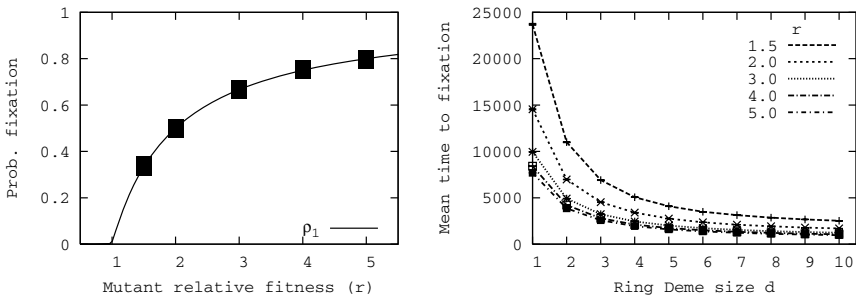 1
0.8
0.6
0.4
0.2
0
Prob. fixation
ρ1
1 2 3 4 5
Mutant relative fitness (r)
25000
20000
15000
10000
5000
0
Mean time to fixation
r
1.5
2.0
3.0
4.0
5.0
1 2 3 4 5 6 7 8 9 10
Ring Deme size d